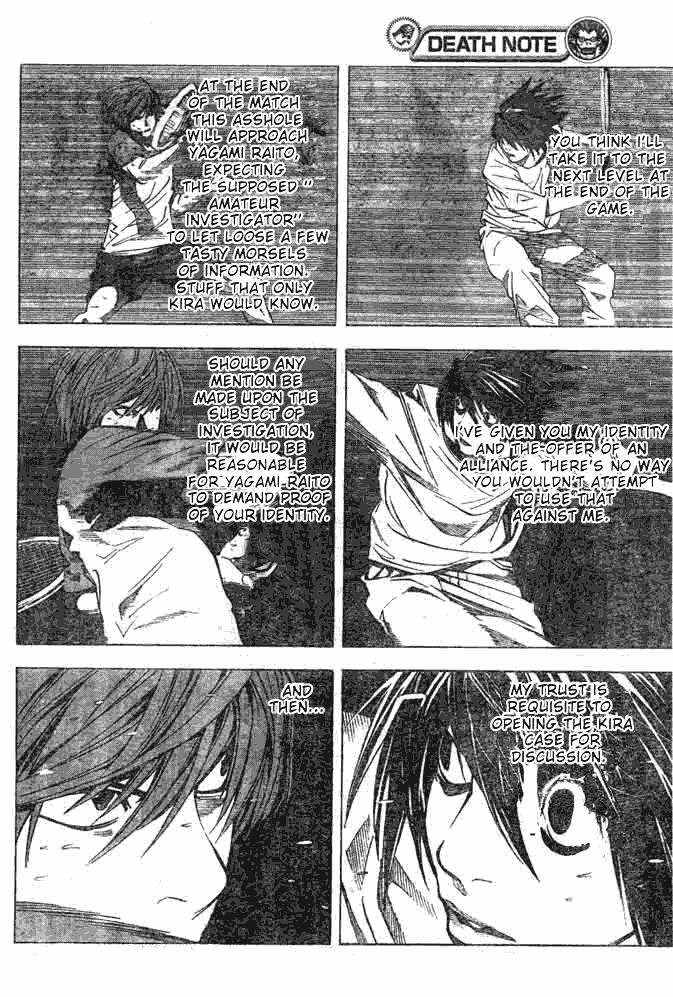 DEATH NOTE
YOU THINK I'LL
TAKE IT TO THE
NEXT LEVEL AT
THE END OF THE
GAME.
AT THE END
OF THE MATCH
THIS ASSHOLE
WILL APPROACH
YAGAMI RAITO,
EXPECTING
THE SUPPOSED "
AMATEUR
INVESTIGATOR"
TO LET LOOSE A FEW
TASTY MORSELS
OF INFORMATION.
STUFF THAT ONLY
KIRA WOULD KNOW.
I'VE GIVEN YOU MY IDENTITY
AND THE OFFER OF AN
ALLIANCE. THERE'S NO WAY
YOU WOULDN'T ATTEMPT
TO USE THAT
AGAINST ME.
SHOULD ANY
MENTION BE
MADE UPON THE
SUBJECT OF
INVESTIGATION,
IT WOULD BE
REASONABLE
FOR YAGAMI RAITO
TO DEMAND PROOF
OF YOUR IDENTITY.
MY TRUST IS
REQUISITE TO
OPENING THE KIRA
CASE FOR
DISCUSSION.
AND
THEN...